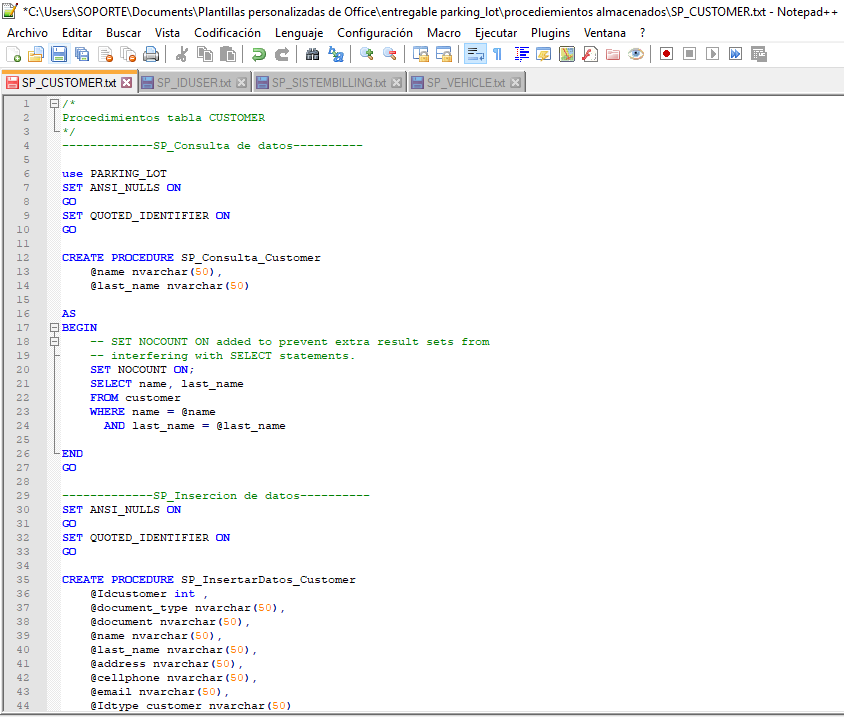 *C:\Users\SOPORTE\Documents\Plantillas personalizadas de Office\entregable parking_lot\procediemientos almacenados\SP_CUSTOMER.txt - Notepad++
Archivo Editar Buscar Vista Codificación Lenguaje Configuración Macro Ejecutar Plugins Ventana ?
SP_CUSTOMER.txt SP_IDUSER.txt SP_SISTEMBILLING.txt SP_VEHICLE.txt
1 /*
2 Procedimientos tabla CUSTOMER
3 */
4 -------------SP_Consulta de datos----------
5
6 use PARKING_LOT
7 SET ANSI_NULLS ON
8 GO
9 SET QUOTED_IDENTIFIER ON
10 GO
11
12 CREATE PROCEDURE SP_Consulta_Customer
13     @name nvarchar(50),
14     @last_name nvarchar(50)
15
16 AS
17 BEGIN
18     -- SET NOCOUNT ON added to prevent extra result sets from
19     -- interfering with SELECT statements.
20     SET NOCOUNT ON;
21     SELECT name, last_name
22     FROM customer
23     WHERE name = @name
24       AND last_name = @last_name
25
26 END
27 GO
28
29 -------------SP_Insercion de datos----------
30 SET ANSI_NULLS ON
31 GO
32 SET QUOTED_IDENTIFIER ON
33 GO
34
35 CREATE PROCEDURE SP_InsertarDatos_Customer
36     @Idcustomer int ,
37     @document_type nvarchar(50),
38     @document nvarchar(50),
39     @name nvarchar(50),
40     @last_name nvarchar(50),
41     @address nvarchar(50),
42     @cellphone nvarchar(50),
43     @email nvarchar(50),
44     @Idtype_customer nvarchar(50)